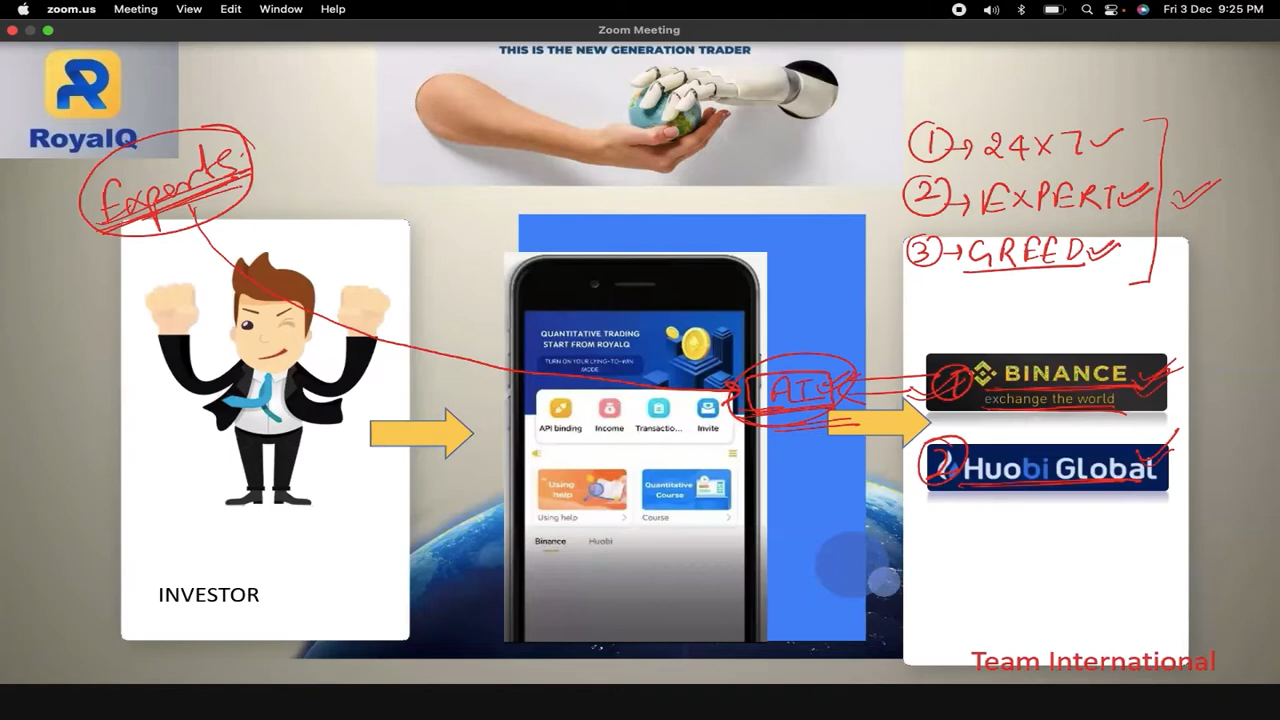 zoom.us Meeting View Edit Window Help Fri 3 Dec 9:25 PM
Zoom Meeting
THIS IS THE NEW GENERATION TRADER
RoyalQ
Experts.
① → 24 X 7
② → EXPERT
③ → GREED
QUANTITATIVE TRADING
START FROM ROYALQ
TURN ON YOUR LYING-TO-WIN
MODE
API binding Income Transactio... Invite
AI
1
BINANCE
exchange the world
2
Huobi Global
Using
help
Quantitative
Course
Using help
Course
Binance Huobi
INVESTOR
Team International